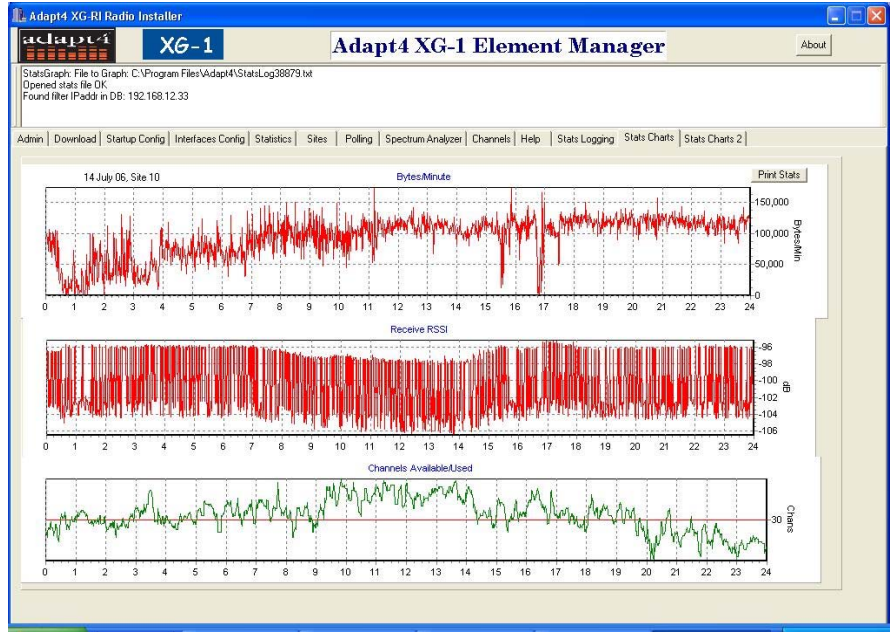 Adapt4 XG-RI Radio Installer
adapt4
XG-1
Adapt4 XG-1 Element Manager
About
StatsGraph: File to Graph: C:\Program Files\Adapt4\StatsLog38879.txt
Opened stats file OK
Found filter IPaddr in DB: 192.168.12.33
Admin Download Startup Config Interfaces Config Statistics Sites Polling Spectrum Analyzer Channels Help Stats Logging Stats Charts Stats Charts 2
14 July 06, Site 10
Bytes/Minute
Print Stats
150,000
100,000
50,000
0
Bytes/Min
0 1 2 3 4 5 6 7 8 9 10 11 12 13 14 15 16 17 18 19 20 21 22 23 24
Receive RSSI
-96
-98
-100
-102
-104
-106
dB
0 1 2 3 4 5 6 7 8 9 10 11 12 13 14 15 16 17 18 19 20 21 22 23 24
Channels Available/Used
30
Chans
0 1 2 3 4 5 6 7 8 9 10 11 12 13 14 15 16 17 18 19 20 21 22 23 24